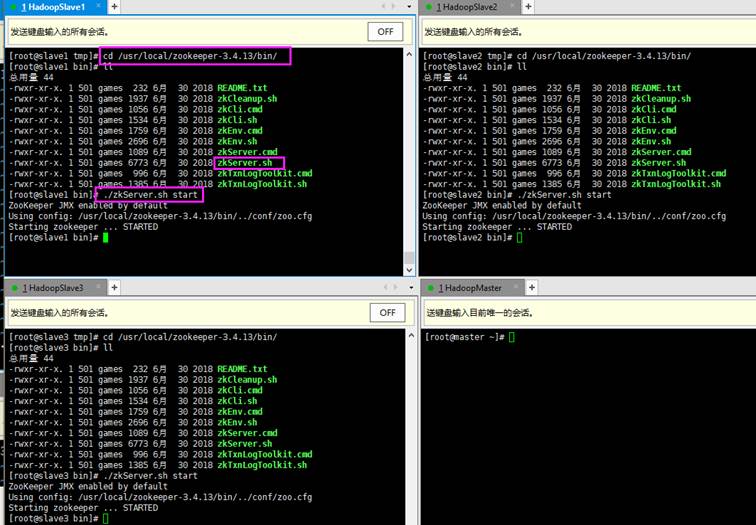 1 HadoopSlave1
发送键盘输入的所有会话。
OFF
[root@slave1 tmp]# cd /usr/local/zookeeper-3.4.13/bin/
[root@slave1 bin]# ll
总用量 44
-rwxr-xr-x. 1 501 games  232 6月  30 2018 README.txt
-rwxr-xr-x. 1 501 games 1937 6月  30 2018 zkCleanup.sh
-rwxr-xr-x. 1 501 games 1056 6月  30 2018 zkCli.cmd
-rwxr-xr-x. 1 501 games 1534 6月  30 2018 zkCli.sh
-rwxr-xr-x. 1 501 games 1759 6月  30 2018 zkEnv.cmd
-rwxr-xr-x. 1 501 games 2696 6月  30 2018 zkEnv.sh
-rwxr-xr-x. 1 501 games 1089 6月  30 2018 zkServer.cmd
-rwxr-xr-x. 1 501 games 6773 6月  30 2018 zkServer.sh
-rwxr-xr-x. 1 501 games  996 6月  30 2018 zkTxnLogToolkit.cmd
-rwxr-xr-x. 1 501 games 1385 6月  30 2018 zkTxnLogToolkit.sh
[root@slave1 bin]# ./zkServer.sh start
ZooKeeper JMX enabled by default
Using config: /usr/local/zookeeper-3.4.13/bin/../conf/zoo.cfg
Starting zookeeper ... STARTED
[root@slave1 bin]#
1 HadoopSlave2
发送键盘输入的所有会话。
[root@slave2 tmp]# cd /usr/local/zookeeper-3.4.13/bin/
[root@slave2 bin]# ll
总用量 44
-rwxr-xr-x. 1 501 games  232 6月  30 2018 README.txt
-rwxr-xr-x. 1 501 games 1937 6月  30 2018 zkCleanup.sh
-rwxr-xr-x. 1 501 games 1056 6月  30 2018 zkCli.cmd
-rwxr-xr-x. 1 501 games 1534 6月  30 2018 zkCli.sh
-rwxr-xr-x. 1 501 games 1759 6月  30 2018 zkEnv.cmd
-rwxr-xr-x. 1 501 games 2696 6月  30 2018 zkEnv.sh
-rwxr-xr-x. 1 501 games 1089 6月  30 2018 zkServer.cmd
-rwxr-xr-x. 1 501 games 6773 6月  30 2018 zkServer.sh
-rwxr-xr-x. 1 501 games  996 6月  30 2018 zkTxnLogToolkit.cmd
-rwxr-xr-x. 1 501 games 1385 6月  30 2018 zkTxnLogToolkit.sh
[root@slave2 bin]# ./zkServer.sh start
ZooKeeper JMX enabled by default
Using config: /usr/local/zookeeper-3.4.13/bin/../conf/zoo.cfg
Starting zookeeper ... STARTED
[root@slave2 bin]#
1 HadoopSlave3
发送键盘输入的所有会话。
OFF
[root@slave3 tmp]# cd /usr/local/zookeeper-3.4.13/bin/
[root@slave3 bin]# ll
总用量 44
-rwxr-xr-x. 1 501 games  232 6月  30 2018 README.txt
-rwxr-xr-x. 1 501 games 1937 6月  30 2018 zkCleanup.sh
-rwxr-xr-x. 1 501 games 1056 6月  30 2018 zkCli.cmd
-rwxr-xr-x. 1 501 games 1534 6月  30 2018 zkCli.sh
-rwxr-xr-x. 1 501 games 1759 6月  30 2018 zkEnv.cmd
-rwxr-xr-x. 1 501 games 2696 6月  30 2018 zkEnv.sh
-rwxr-xr-x. 1 501 games 1089 6月  30 2018 zkServer.cmd
-rwxr-xr-x. 1 501 games 6773 6月  30 2018 zkServer.sh
-rwxr-xr-x. 1 501 games  996 6月  30 2018 zkTxnLogToolkit.cmd
-rwxr-xr-x. 1 501 games 1385 6月  30 2018 zkTxnLogToolkit.sh
[root@slave3 bin]# ./zkServer.sh start
ZooKeeper JMX enabled by default
Using config: /usr/local/zookeeper-3.4.13/bin/../conf/zoo.cfg
Starting zookeeper ... STARTED
[root@slave3 bin]#
1 HadoopMaster
送键盘输入目前唯一的会话。
[root@master ~]#